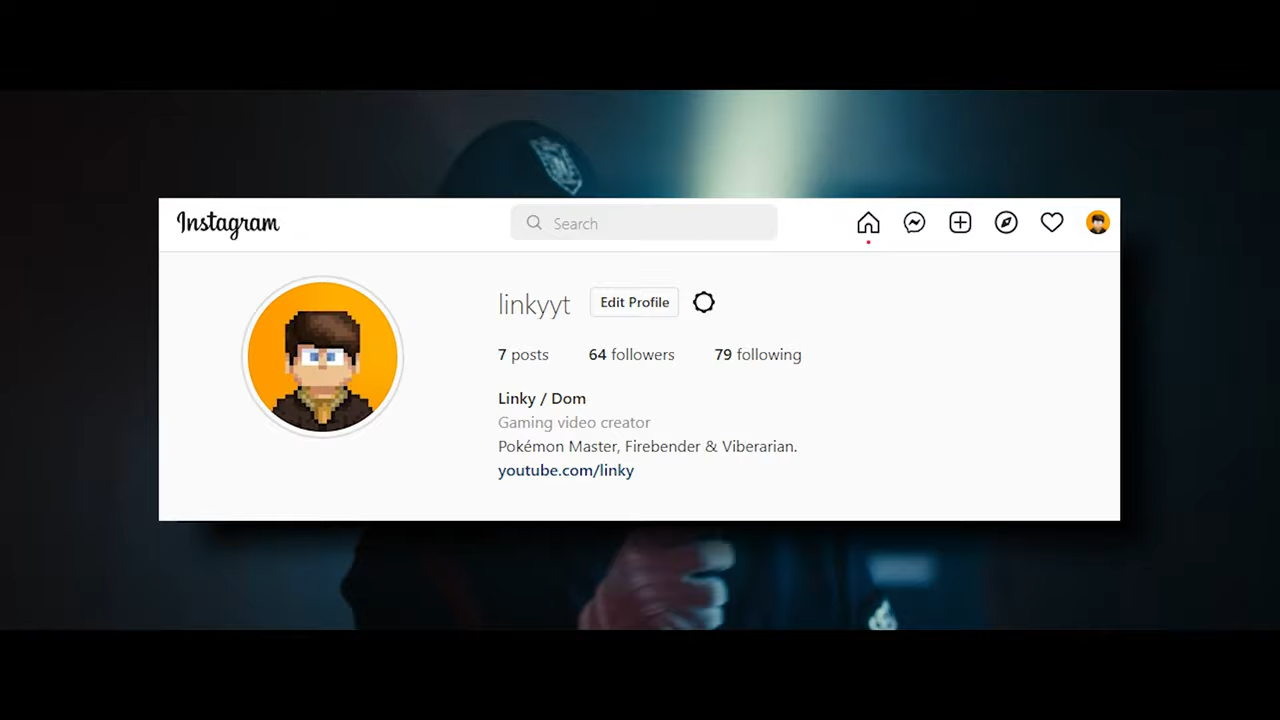 Instagram
Search
linkyyt Edit Profile
7 posts 64 followers 79 following
Linky / Dom
Gaming video creator
Pokémon Master, Firebender & Viberarian.
youtube.com/linky